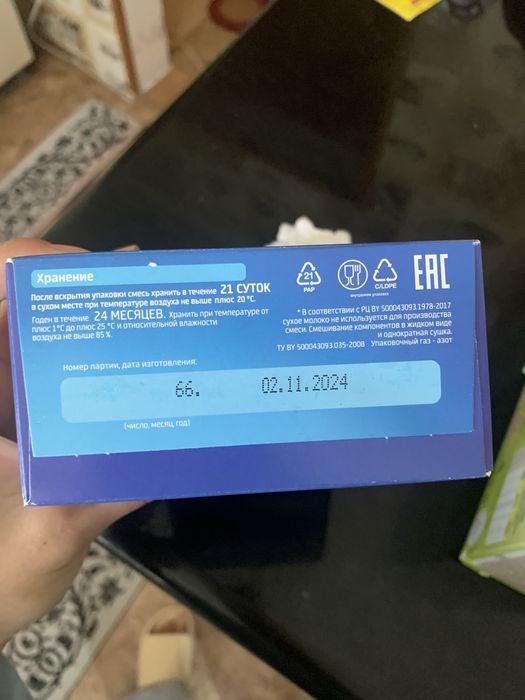 Хранение
После вскрытия упаковки смесь хранить в течение 21 СУТОК
в сухом месте при температуре воздуха не выше плюс 20 °С.
Годен в течение 24 МЕСЯЦЕВ. Хранить при температуре от
плюс 1°С до плюс 25 °С и относительной влажности
воздуха не выше 85 %.
Номер партии, дата изготовления:
66. 02.11.2024
(число, месяц, год)
21
PAP
внутренняя упаковка
C/LDPE
EAC
* В соответствии с РЦ BY 500043093.1978-2017
сухое молоко не используется для производства
смеси. Смешивание компонентов в жидком виде
и однократная сушка.
ТУ BY 500043093.035-2008 Упаковочный газ - азот